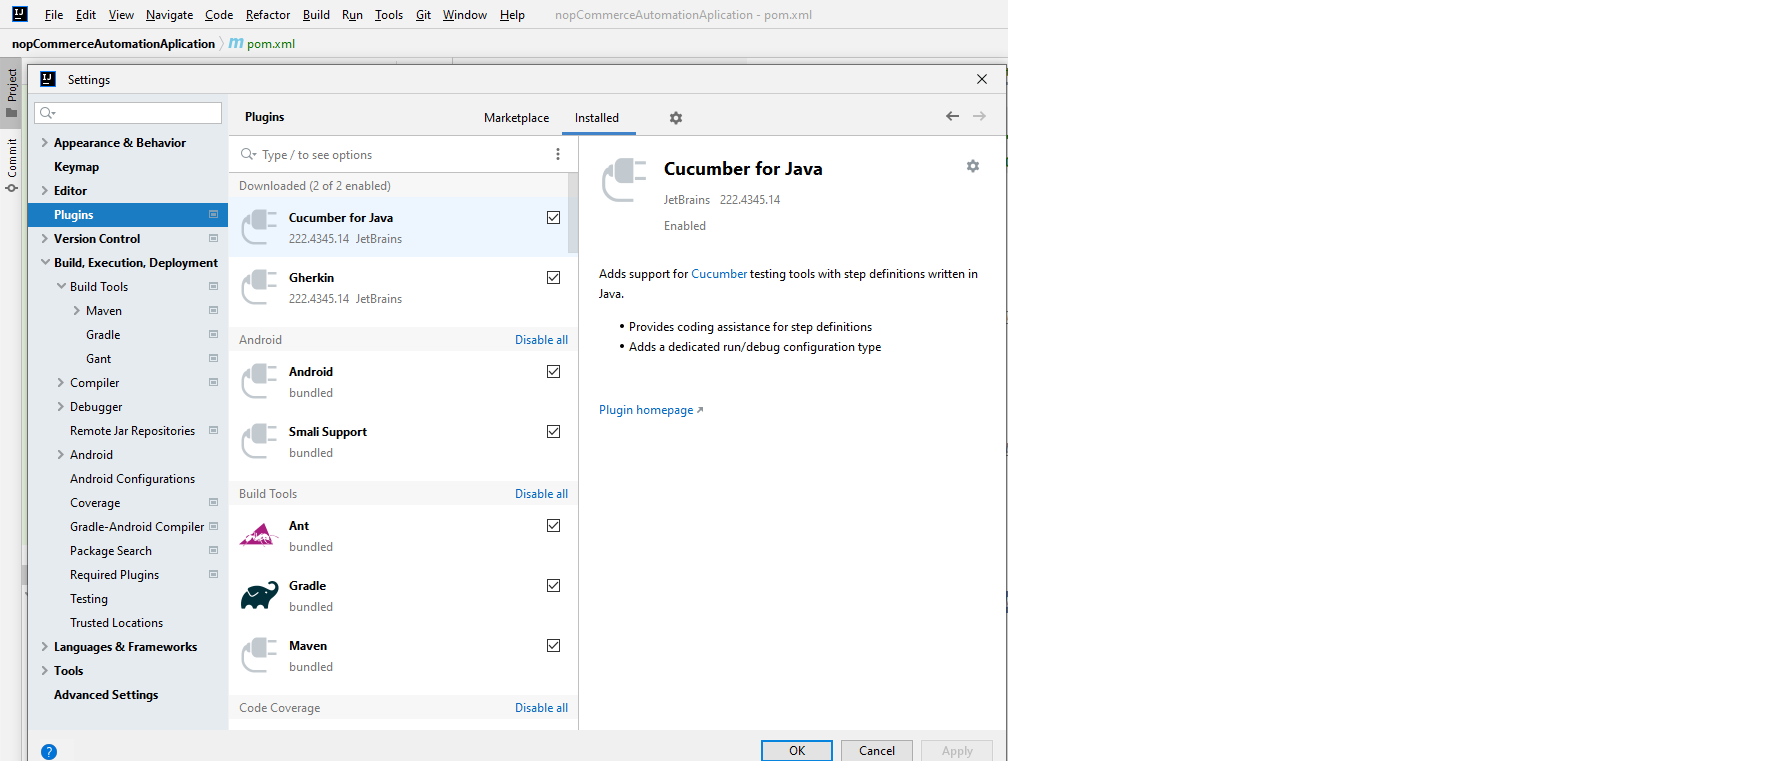 File Edit View Navigate Code Refactor Build Run Tools Git Window Help nopCommerceAutomationAplication - pom.xml
nopCommerceAutomationAplication m pom.xml
Project
Commit
IJ Settings
Appearance & Behavior
Keymap
Editor
Plugins
Version Control
Build, Execution, Deployment
Build Tools
Maven
Gradle
Gant
Compiler
Debugger
Remote Jar Repositories
Android
Android Configurations
Coverage
Gradle-Android Compiler
Package Search
Required Plugins
Testing
Trusted Locations
Languages & Frameworks
Tools
Advanced Settings
Plugins Marketplace Installed
Type / to see options
Downloaded (2 of 2 enabled)
Cucumber for Java
222.4345.14 JetBrains
Gherkin
222.4345.14 JetBrains
Android Disable all
Android
bundled
Smali Support
bundled
Build Tools Disable all
Ant
bundled
Gradle
bundled
Maven
bundled
Code Coverage Disable all
Cucumber for Java
JetBrains 222.4345.14
Enabled
Adds support for Cucumber testing tools with step definitions written in
Java.
• Provides coding assistance for step definitions
• Adds a dedicated run/debug configuration type
Plugin homepage ↗
? OK Cancel Apply